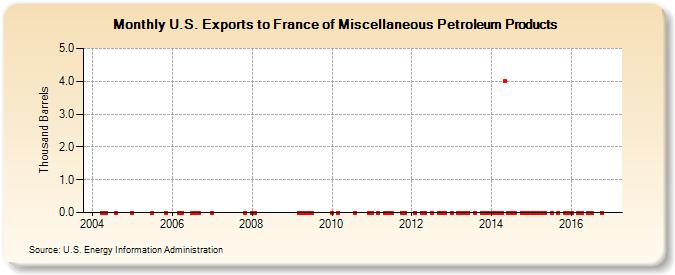 Monthly U.S. Exports to France of Miscellaneous Petroleum Products
Thousand Barrels
5.0
4.0
3.0
2.0
1.0
0.0
2004 2006 2008 2010 2012 2014 2016
Source: U.S. Energy Information Administration